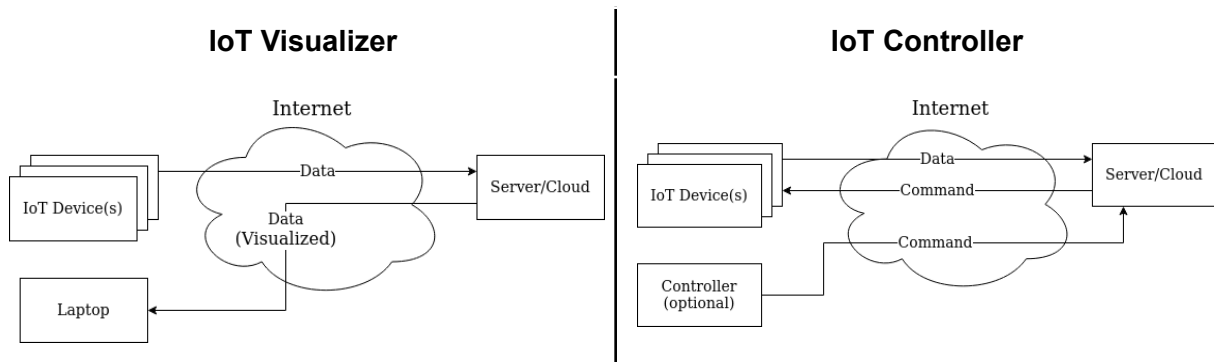 IoT Visualizer
Internet
IoT Device(s)
Data
Server/Cloud
Data
(Visualized)
Laptop
IoT Controller
Internet
IoT Device(s)
Data
Command
Server/Cloud
Command
Controller
(optional)